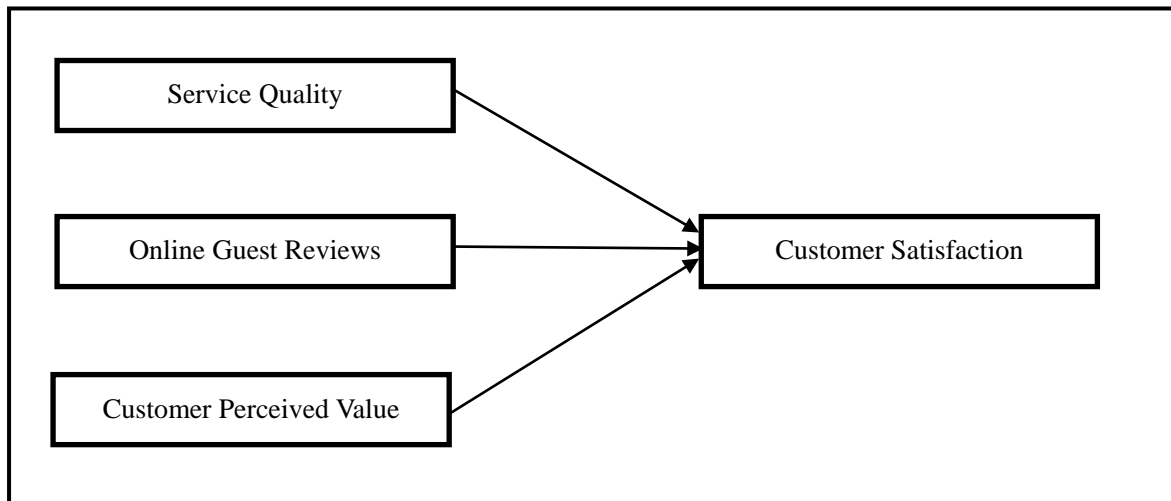 Service Quality
Online Guest Reviews
Customer Satisfaction
Customer Perceived Value